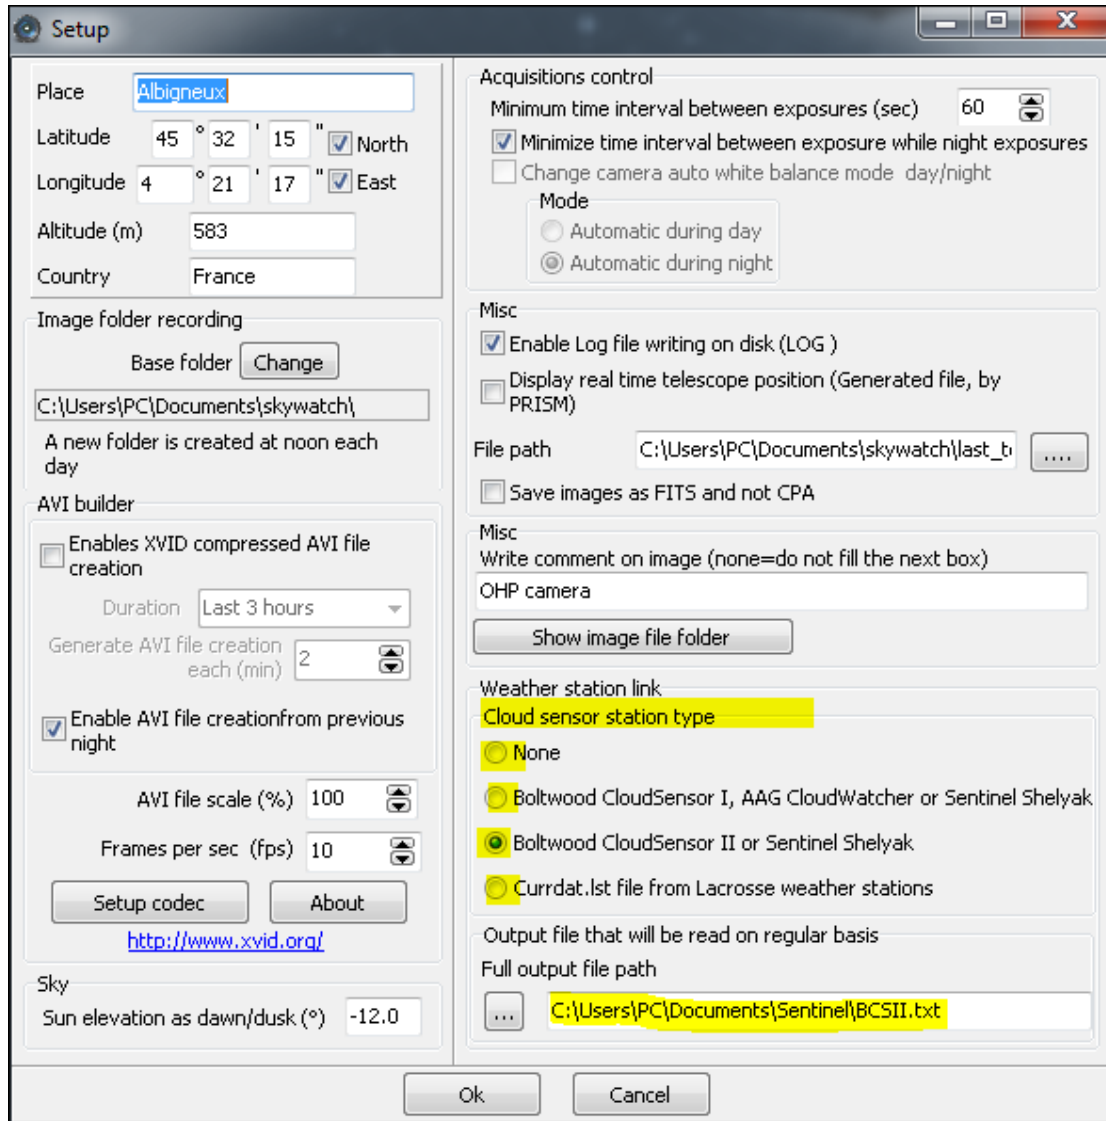 Setup
Place Albigneux
Latitude 45 ° 32 ' 15 " North
Longitude 4 ° 21 ' 17 " East
Altitude (m) 583
Country France
Image folder recording
Base folder Change
C:\Users\PC\Documents\skywatch\
A new folder is created at noon each
day
AVI builder
Enables XVID compressed AVI file
creation
Duration Last 3 hours
Generate AVI file creation
each (min) 2
Enable AVI file creationfrom previous
night
AVI file scale (%) 100
Frames per sec (fps) 10
Setup codec About
http://www.xvid.org/
Sky
Sun elevation as dawn/dusk (°) -12.0
Acquisitions control
Minimum time interval between exposures (sec) 60
Minimize time interval between exposure while night exposures
Change camera auto white balance mode day/night
Mode
Automatic during day
Automatic during night
Misc
Enable Log file writing on disk (LOG )
Display real time telescope position (Generated file, by
PRISM)
File path C:\Users\PC\Documents\skywatch\last_t ....
Save images as FITS and not CPA
Misc
Write comment on image (none=do not fill the next box)
OHP camera
Show image file folder
Weather station link
Cloud sensor station type
None
Boltwood CloudSensor I, AAG CloudWatcher or Sentinel Shelyak
Boltwood CloudSensor II or Sentinel Shelyak
Currdat.lst file from Lacrosse weather stations
Output file that will be read on regular basis
Full output file path
... C:\Users\PC\Documents\Sentinel\BCSII.txt
Ok Cancel